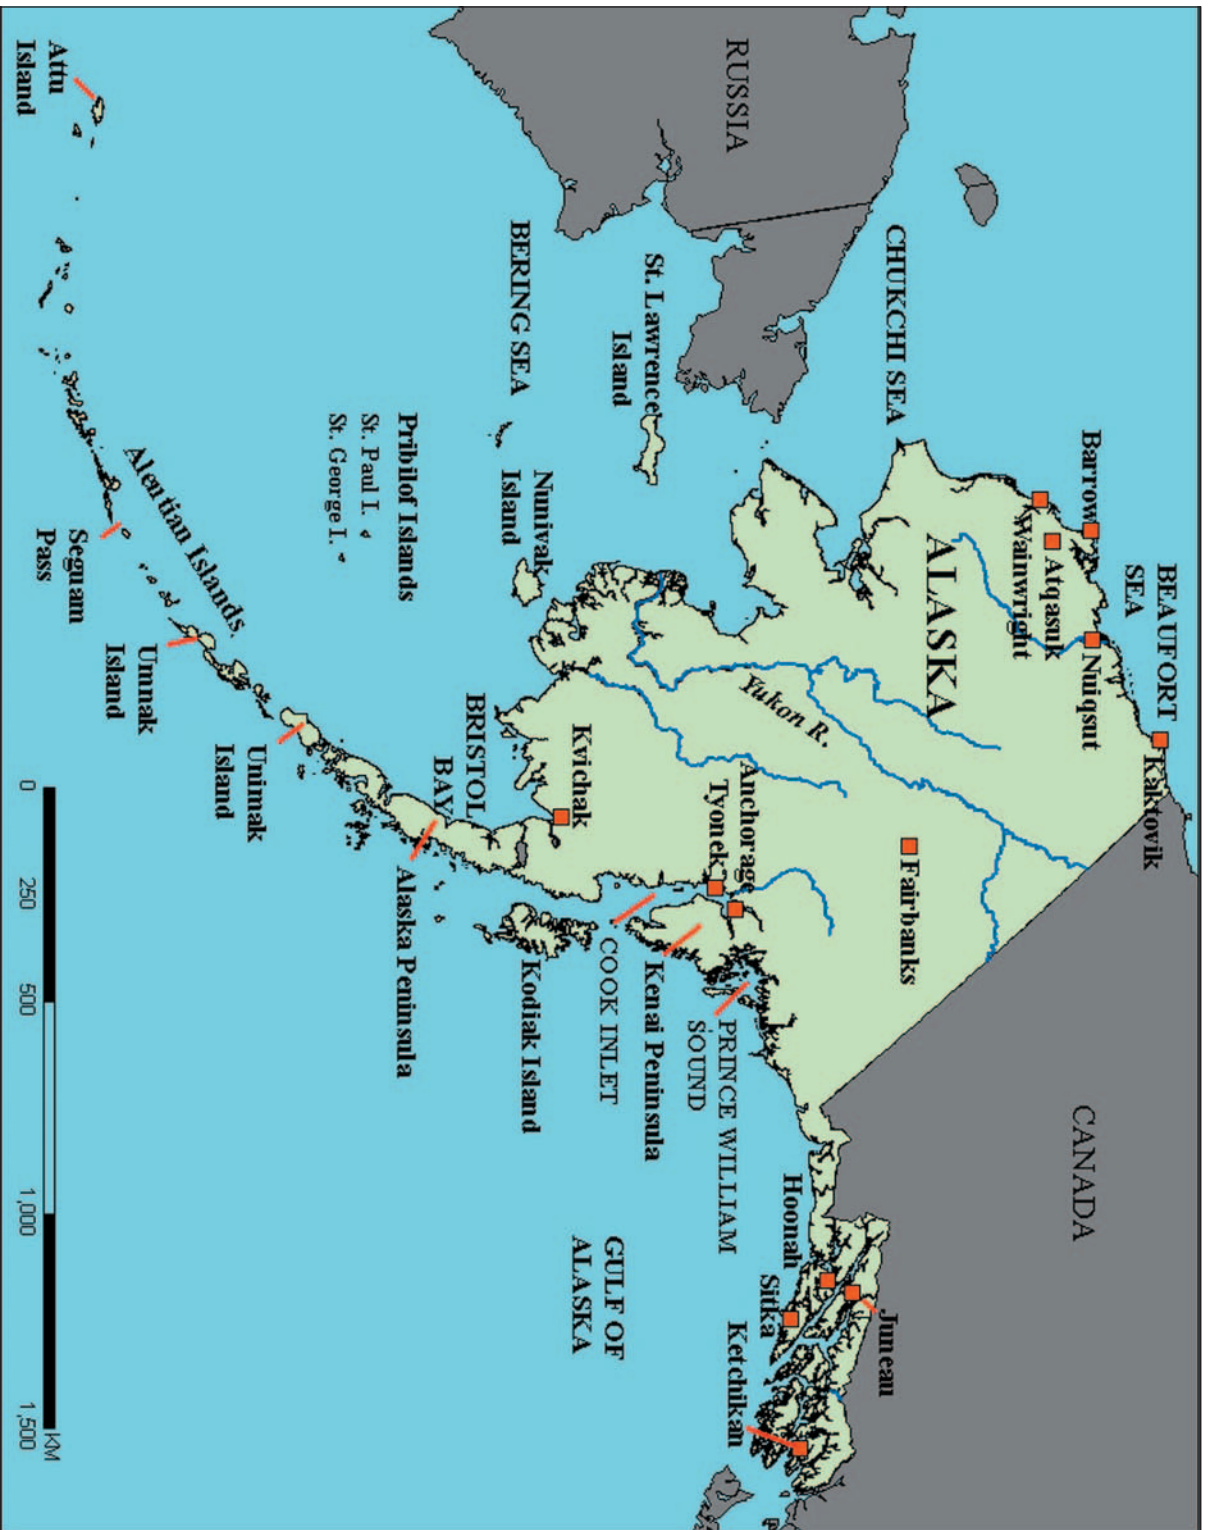 BEAUFORT
SEA
Barrow
Kaktovik
Nuiqsut
Atqasuk
Wainwright
CHUKCHI SEA
RUSSIA
CANADA
ALASKA
Fairbanks
Yukon R.
St. Lawrence
Island
Anchorage
Tyonek
Juneau
Hoonah
Sitka
Ketchikan
PRINCE WILLIAM
SOUND
Kenai Peninsula
COOK INLET
GULF OF
ALASKA
BERING SEA
Nunivak
Island
Kvichak
Kodiak Island
BRISTOL
BAY
Pribilof Islands
St. Paul I.
St. George I.
Alaska Peninsula
Unimak
Island
Aleutian Islands
Umnak
Island
Seguam
Pass
Attu
Island
0
250
500
1,000
1,500
KM